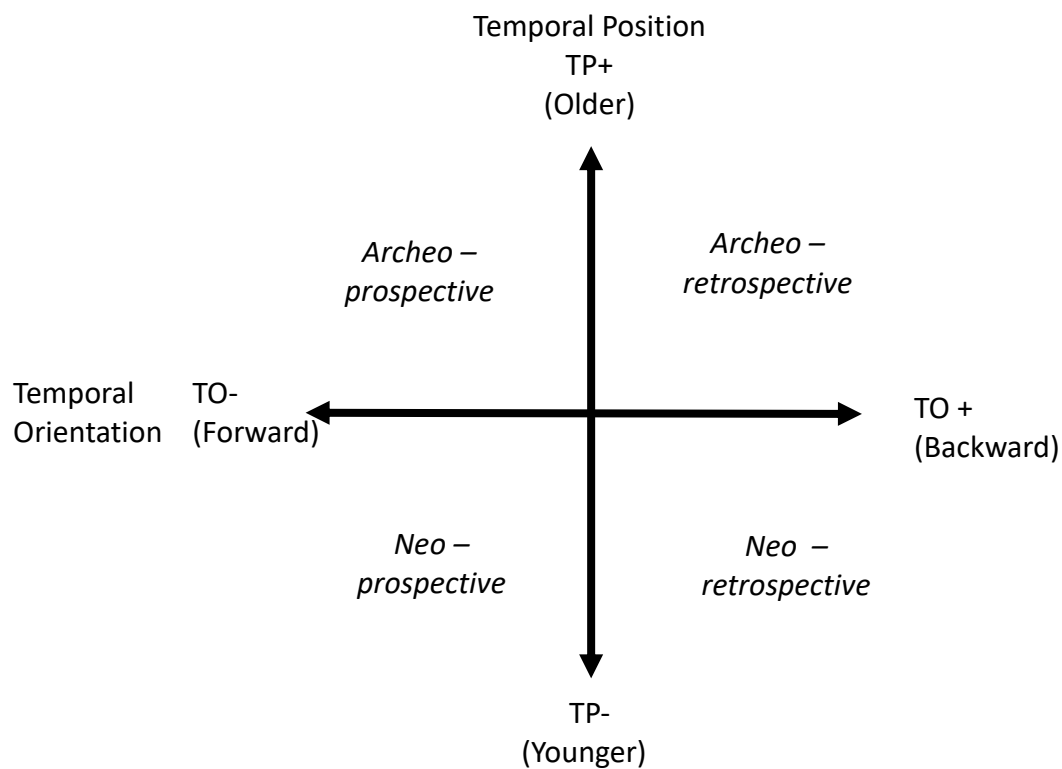 Temporal Position
TP+
(Older)
Archeo –
prospective
Archeo –
retrospective
Temporal
Orientation
TO-
(Forward)
TO +
(Backward)
Neo –
prospective
Neo –
retrospective
TP-
(Younger)